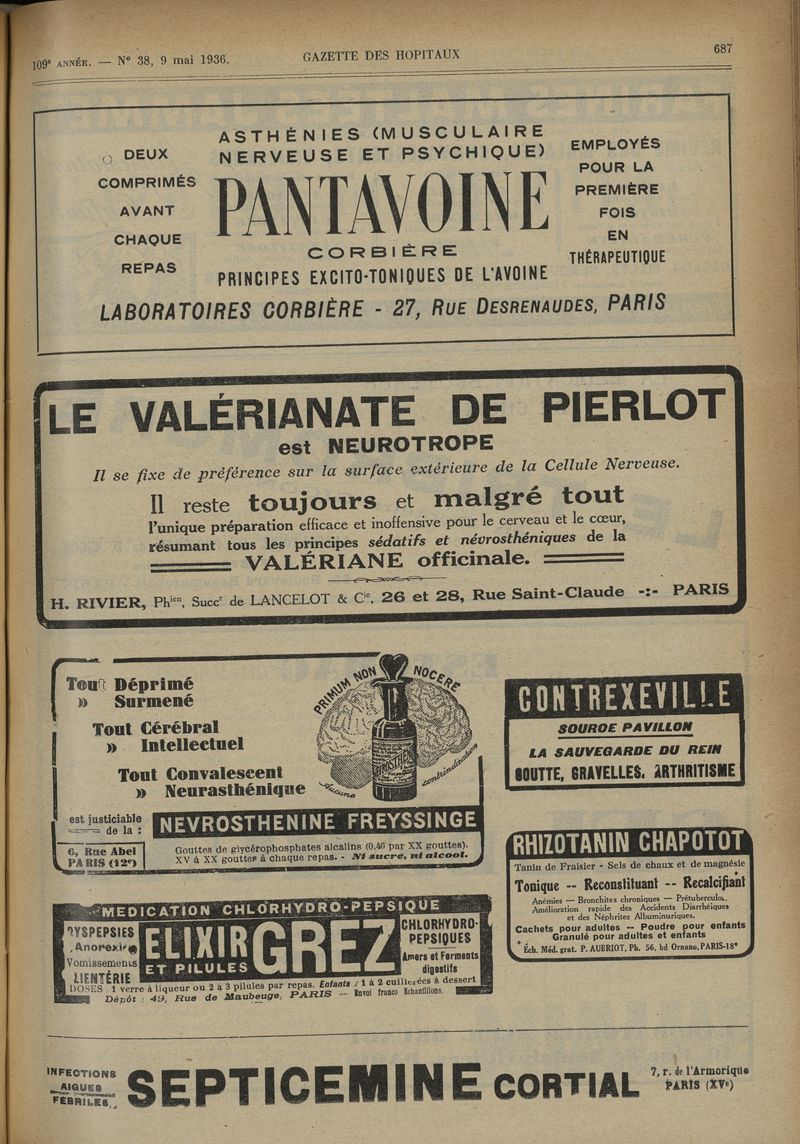 109e ANNÉE. — N° 38, 9 mai 1936.
GAZETTE DES HOPITAUX
687
DEUX
COMPRIMÉS
AVANT
CHAQUE
REPAS
ASTHÉNIES (MUSCULAIRE
NERVEUSE ET PSYCHIQUE)
PANTAVOINE
CORBIÈRE
PRINCIPES EXCITO-TONIQUES DE L'AVOINE
EMPLOYÉS
POUR LA
PREMIÈRE
FOIS
EN
THÉRAPEUTIQUE
LABORATOIRES CORBIÈRE - 27, RUE DESRENAUDES, PARIS
LE VALÉRIANATE DE PIERLOT
est NEUROTROPE
Il se fixe de préférence sur la surface extérieure de la Cellule Nerveuse.
Il reste toujours et malgré tout
l'unique préparation efficace et inoffensive pour le cerveau et le cœur,
résumant tous les principes sédatifs et névrosthéniques de la
VALÉRIANE officinale.
H. RIVIER, Phien, Succr de LANCELOT & Cie, 26 et 28, Rue Saint-Claude -:- PARIS
Tout Déprimé
» Surmené
Tout Cérébral
» Intellectuel
Tout Convalescent
» Neurasthénique
PRIMUM NON NOCERE
Aucune contrindication
est justiciable
de la :
NÉVROSTHÉNINE FREYSSINGE
6, Rue Abel
PARIS (12e)
Gouttes de glycérophosphates alcalins (0.40 par XX gouttes).
XV à XX gouttes à chaque repas. - Ni sucre, ni alcool.
CONTREXEVILLE
SOURCE PAVILLON
LA SAUVEGARDE DU REIN
GOUTTE, GRAVELLES, ARTHRITISME
RHIZOTANIN CHAPOTOT
Tanin de Fraisier - Sels de chaux et de magnésie
Tonique -- Reconstituant -- Recalcifiant
Anémies — Bronchites chroniques — Prétuberculos.
Amélioration rapide des Accidents Diarrhéiques
et des Néphrites Albuminuriques.
Cachets pour adultes -- Poudre pour enfants
Granulé pour adultes et enfants
Éch. Méd. grat. P. AUERIOT, Ph. 56, bd Ornano, PARIS-18e
MEDICATION CHLORHYDRO-PEPSIQUE
DYSPEPSIES
Anorexie
Vomissements
LIENTÉRIE
ELIXIR
ET PILULES
GREZ
CHLORHYDRO-
PEPSIQUES
Amers et Ferments
digestifs
DOSES : 1 verre à liqueur ou 2 à 3 pilules par repas. Enfants : 1 à 2 cuillerées à dessert
Dépôt : 49, Rue de Maubeuge, PARIS — Envoi franco Echantillons.
INFECTIONS
AIGUES
FÉBRILES
SEPTICEMINE CORTIAL
7, r. de l'Armorique
PARIS (XVe)